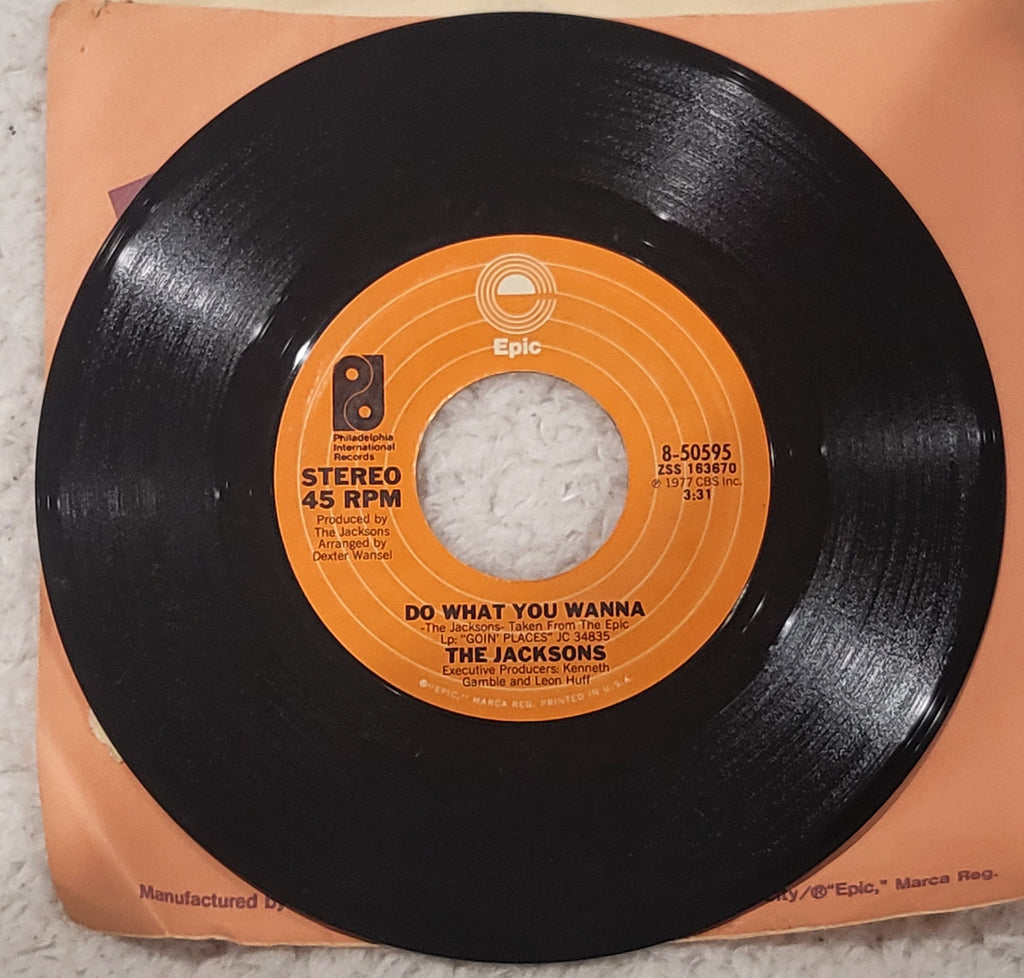 Epic
Philadelphia
International
Records
STEREO
45 RPM
Produced by
The Jacksons
Arranged by
Dexter Wansel
8-50595
ZSS 163670
℗ 1977 CBS Inc.
3:31
DO WHAT YOU WANNA
-The Jacksons- Taken From The Epic
Lp: "GOIN' PLACES" JC 34835
THE JACKSONS
Executive Producers: Kenneth
Gamble and Leon Huff
®"EPIC," MARCA REG. PRINTED IN U.S.A.
Manufactured by /®"Epic," Marca Reg.